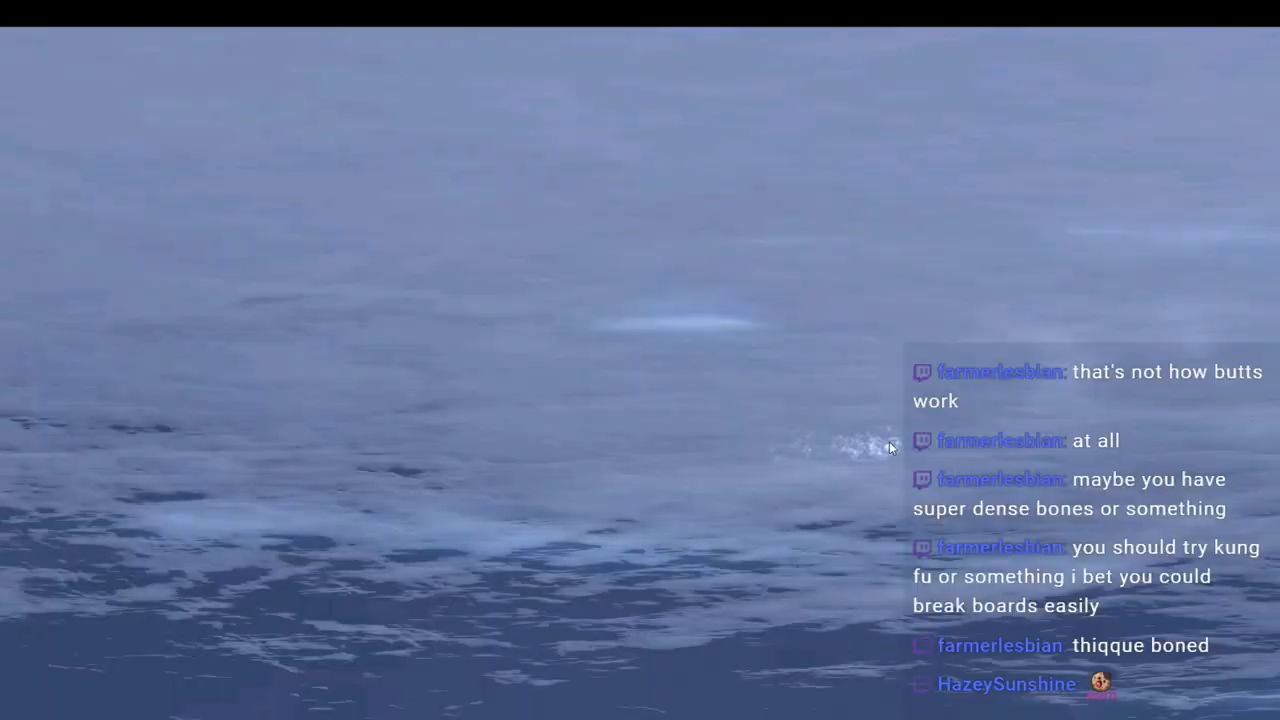 farmerlesbian: that's not how butts
work
farmerlesbian: at all
farmerlesbian: maybe you have
super dense bones or something
farmerlesbian: you should try kung
fu or something i bet you could
break boards easily
farmerlesbian thiqque boned
HazeySunshine